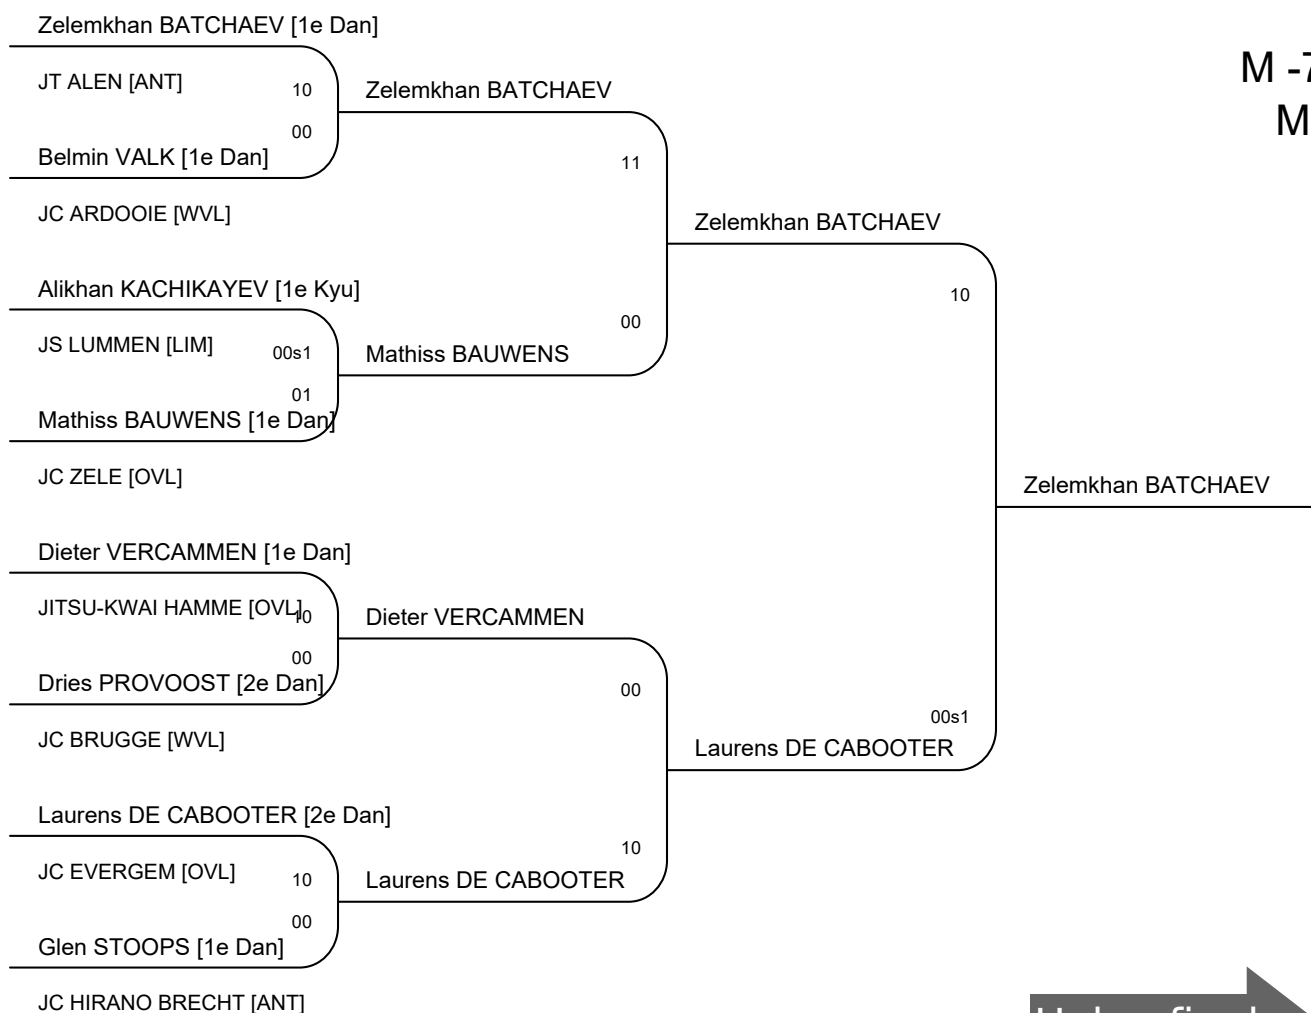 Zelemkhan BATCHAEV [1e Dan]
JT ALEN [ANT]
10
00
Belmin VALK [1e Dan]
JC ARDOOIE [WVL]
Alikhan KACHIKAYEV [1e Kyu]
JS LUMMEN [LIM]
00s1
01
Mathiss BAUWENS [1e Dan]
JC ZELE [OVL]
Dieter VERCAMMEN [1e Dan]
JITSU-KWAI HAMME [OVL]
10
00
Dries PROVOOST [2e Dan]
JC BRUGGE [WVL]
Laurens DE CABOOTER [2e Dan]
JC EVERGEM [OVL]
10
00
Glen STOOPS [1e Dan]
JC HIRANO BRECHT [ANT]
Zelemkhan BATCHAEV
11
00
Mathiss BAUWENS
Dieter VERCAMMEN
00
10
Laurens DE CABOOTER
Zelemkhan BATCHAEV
10
00s1
Laurens DE CABOOTER
Zelemkhan BATCHAEV
M -7
M